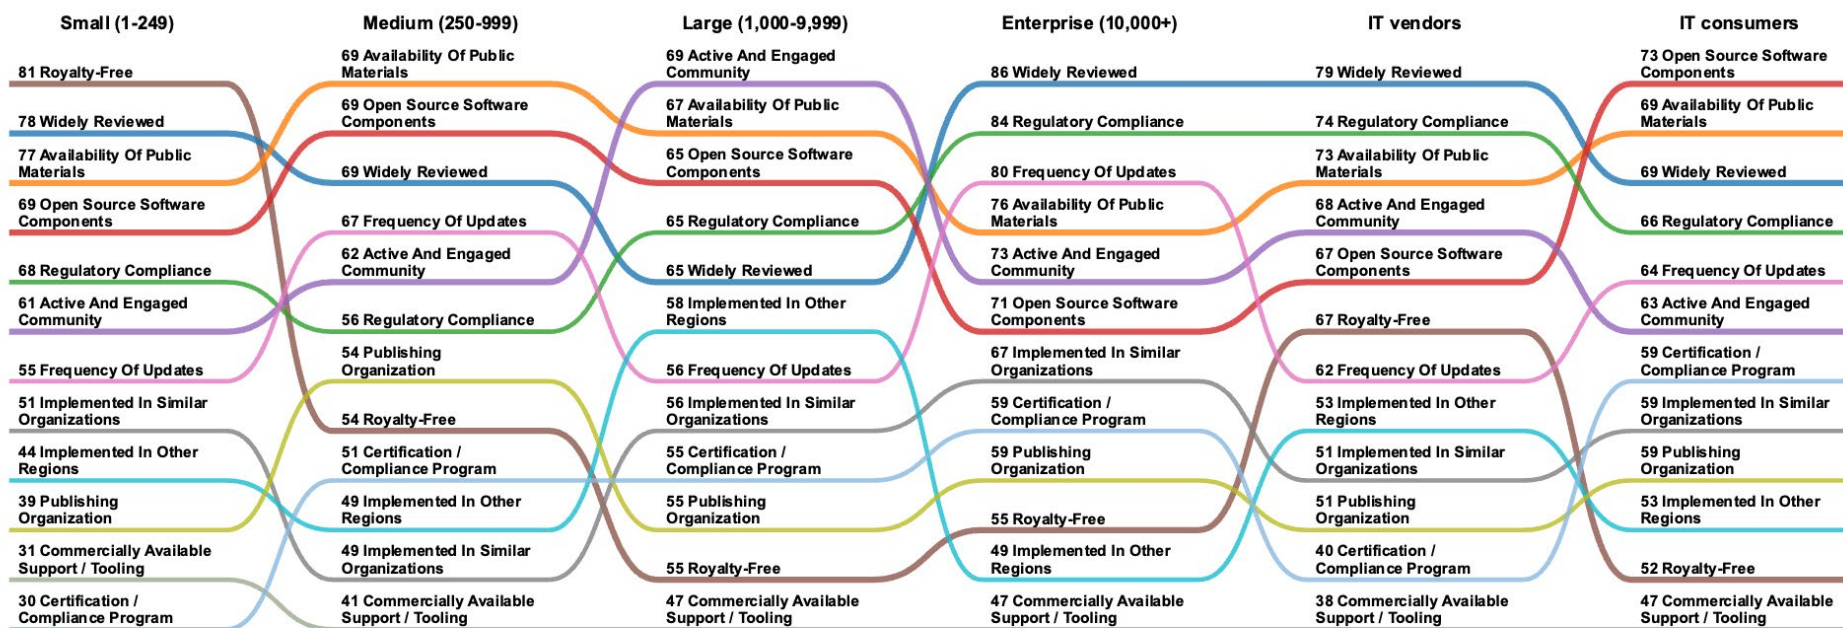 Small (1-249)
81 Royalty-Free
78 Widely Reviewed
77 Availability Of Public
Materials
69 Open Source Software
Components
68 Regulatory Compliance
61 Active And Engaged
Community
55 Frequency Of Updates
51 Implemented In Similar
Organizations
44 Implemented In Other
Regions
39 Publishing
Organization
31 Commercially Available
Support / Tooling
30 Certification /
Compliance Program
Medium (250-999)
69 Availability Of Public
Materials
69 Open Source Software
Components
69 Widely Reviewed
67 Frequency Of Updates
62 Active And Engaged
Community
56 Regulatory Compliance
54 Publishing
Organization
54 Royalty-Free
51 Certification /
Compliance Program
49 Implemented In Other
Regions
49 Implemented In Similar
Organizations
41 Commercially Available
Support / Tooling
Large (1,000-9,999)
69 Active And Engaged
Community
67 Availability Of Public
Materials
65 Open Source Software
Components
65 Regulatory Compliance
65 Widely Reviewed
58 Implemented In Other
Regions
56 Frequency Of Updates
56 Implemented In Similar
Organizations
55 Certification /
Compliance Program
55 Publishing
Organization
55 Royalty-Free
47 Commercially Available
Support / Tooling
Enterprise (10,000+)
86 Widely Reviewed
84 Regulatory Compliance
80 Frequency Of Updates
76 Availability Of Public
Materials
73 Active And Engaged
Community
71 Open Source Software
Components
67 Implemented In Similar
Organizations
59 Certification /
Compliance Program
59 Publishing
Organization
55 Royalty-Free
49 Implemented In Other
Regions
47 Commercially Available
Support / Tooling
IT vendors
79 Widely Reviewed
74 Regulatory Compliance
73 Availability Of Public
Materials
68 Active And Engaged
Community
67 Open Source Software
Components
67 Royalty-Free
62 Frequency Of Updates
53 Implemented In Other
Regions
51 Implemented In Similar
Organizations
51 Publishing
Organization
40 Certification /
Compliance Program
38 Commercially Available
Support / Tooling
IT consumers
73 Open Source Software
Components
69 Availability Of Public
Materials
69 Widely Reviewed
66 Regulatory Compliance
64 Frequency Of Updates
63 Active And Engaged
Community
59 Certification /
Compliance Program
59 Implemented In Similar
Organizations
59 Publishing
Organization
53 Implemented In Other
Regions
52 Royalty-Free
47 Commercially Available
Support / Tooling